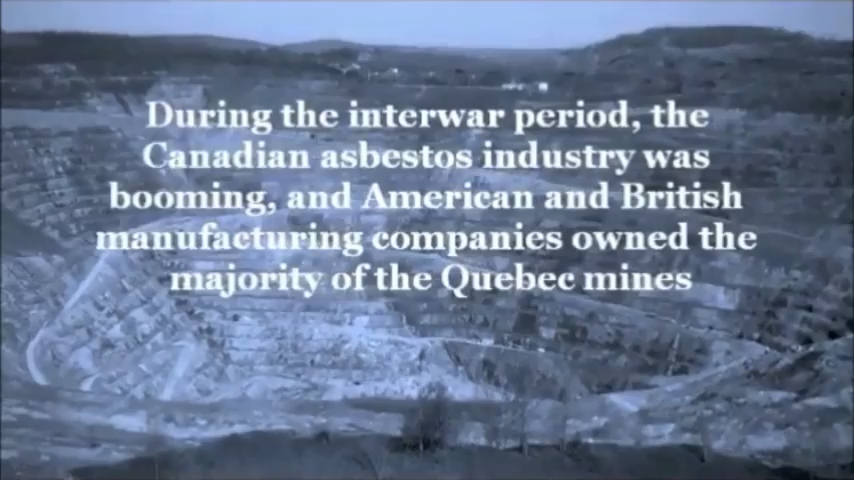 During the interwar period, the
Canadian asbestos industry was
booming, and American and British
manufacturing companies owned the
majority of the Quebec mines